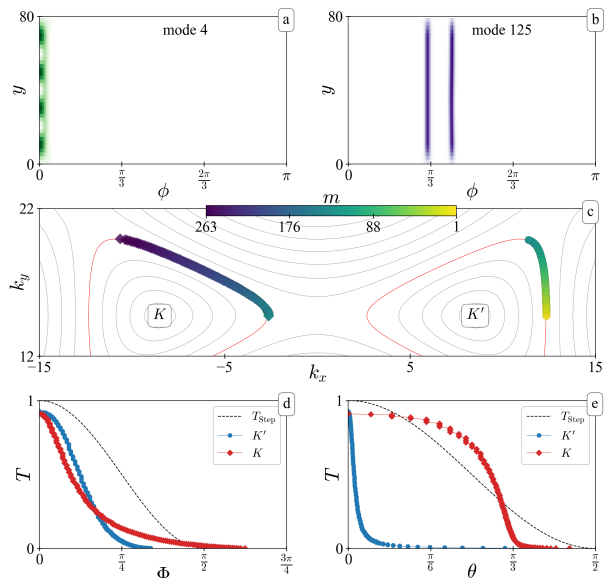 80
y
0
mode 4
a
0
π/3
2π/3
π
ϕ
80
y
0
mode 125
b
0
π/3
2π/3
π
ϕ
m
263
176
88
1
22
k_y
12
c
K
K′
−15
−5
5
15
k_x
1
T
0
d
T_Step
K′
K
0
π/4
π/2
3π/4
Φ
1
T
0
e
T_Step
K′
K
0
π/6
π/3
π/2
θ